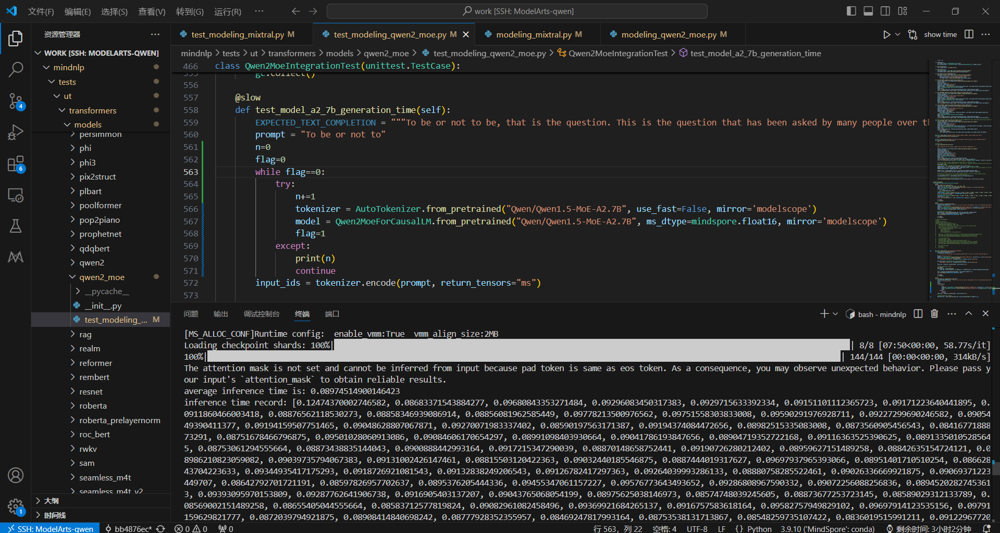 文件(F) 编辑(E) 选择(S) 查看(V) 转到(G) 运行(R) ··· work [SSH: ModelArts-qwen]
资源管理器 ···
test_modeling_mixtral.py M test_modeling_qwen2_moe.py M modeling_mixtral.py M modeling_qwen2_moe.py M show time
WORK [SSH: MODELARTS-QWEN]
mindnlp
tests
ut
transformers
models
persimmon
phi
phi3
pix2struct
plbart
poolformer
pop2piano
prophetnet
qdqbert
qwen2
qwen2_moe
__pycache__
__init__.py
test_modeling_... M
rag
realm
reformer
rembert
resnet
roberta
roberta_prelayernorm
roc_bert
rwkv
sam
seamless_m4t
seamless_m4t_v2
大纲
时间线
4
6
1
mindnlp > tests > ut > transformers > models > qwen2_moe > test_modeling_qwen2_moe.py > Qwen2MoeIntegrationTest > test_model_a2_7b_generation_time
466 class Qwen2MoeIntegrationTest(unittest.TestCase):
555 gc.collect()
556
557 @slow
558 def test_model_a2_7b_generation_time(self):
559 EXPECTED_TEXT_COMPLETION = """To be or not to be, that is the question. This is the question that has been asked by many people over th
560 prompt = "To be or not to"
561 n=0
562 flag=0
563 while flag==0:
564 try:
565 n+=1
566 tokenizer = AutoTokenizer.from_pretrained("Qwen/Qwen1.5-MoE-A2.7B", use_fast=False, mirror='modelscope')
567 model = Qwen2MoeForCausalLM.from_pretrained("Qwen/Qwen1.5-MoE-A2.7B", ms_dtype=mindspore.float16, mirror='modelscope')
568 flag=1
569 except:
570 print(n)
571 continue
572 input_ids = tokenizer.encode(prompt, return_tensors="ms")
573
问题 输出 调试控制台 终端 端口 bash - mindnlp
[MS_ALLOC_CONF]Runtime config:  enable_vmm:True  vmm_align_size:2MB
Loading checkpoint shards: 100%| | 8/8 [07:50<00:00, 58.77s/it]
100%| | 144/144 [00:00<00:00, 314kB/s]
The attention mask is not set and cannot be inferred from input because pad token is same as eos token. As a consequence, you may observe unexpected behavior. Please pass y
our input's `attention_mask` to obtain reliable results.
average inference time is: 0.08974514900146423
inference time record: [0.12474370002746582, 0.08683371543884277, 0.09680843353271484, 0.09296083450317383, 0.0929715633392334, 0.09151101112365723, 0.09171223640441895, 0.
0911860466003418, 0.08876562118530273, 0.08858346939086914, 0.08856081962585449, 0.09778213500976562, 0.09751558303833008, 0.09590291976928711, 0.09227299690246582, 0.09054
49390411377, 0.09194159507751465, 0.09048628807067871, 0.09270071983337402, 0.08590197563171387, 0.09194374084472656, 0.08982515335083008, 0.0873560905456543, 0.08416771888
73291, 0.08751678466796875, 0.09501028060913086, 0.09084606170654297, 0.08991098403930664, 0.09041786193847656, 0.08904719352722168, 0.09116363525390625, 0.0891335010528564
5, 0.08753061294555664, 0.08873438835144043, 0.0900888442993164, 0.0917215347290039, 0.08870148658752441, 0.09190726280212402, 0.08959627151489258, 0.08842635154724121, 0.0
8986210823059082, 0.09039735794067383, 0.09131002426147461, 0.08815503120422363, 0.09032440185546875, 0.0887444019317627, 0.09697937965393066, 0.08951401710510254, 0.086628
43704223633, 0.09344935417175293, 0.0918726921081543, 0.09132838249206543, 0.09126782417297363, 0.09264039993286133, 0.08880758285522461, 0.09026336669921875, 0.09069371223
449707, 0.08642792701721191, 0.08597826957702637, 0.0895376205444336, 0.09455347061157227, 0.09576773643493652, 0.09286808967590332, 0.09072256088256836, 0.0894520282745361
3, 0.09393095970153809, 0.09287762641906738, 0.0916905403137207, 0.09043765068054199, 0.08975625038146973, 0.08574748039245605, 0.08873677253723145, 0.08589029312133789, 0.
08569002151489258, 0.08655405044555664, 0.08583712577819824, 0.09082961082458496, 0.09369921684265137, 0.0916757583618164, 0.09582757949829102, 0.09697914123535156, 0.09791
159629821777, 0.0872039794921875, 0.08908414840698242, 0.08777928352355957, 0.08469247817993164, 0.08753538131713867, 0.08548259735107422, 0.0836019515991211, 0.0912296772​0
SSH: ModelArts-qwen bb4876ec* 0 0 0 行 563，列 22 空格: 4 UTF-8 LF {} Python 3.9.10 ('MindSpore': conda) 剩余时间: 3小时2分钟